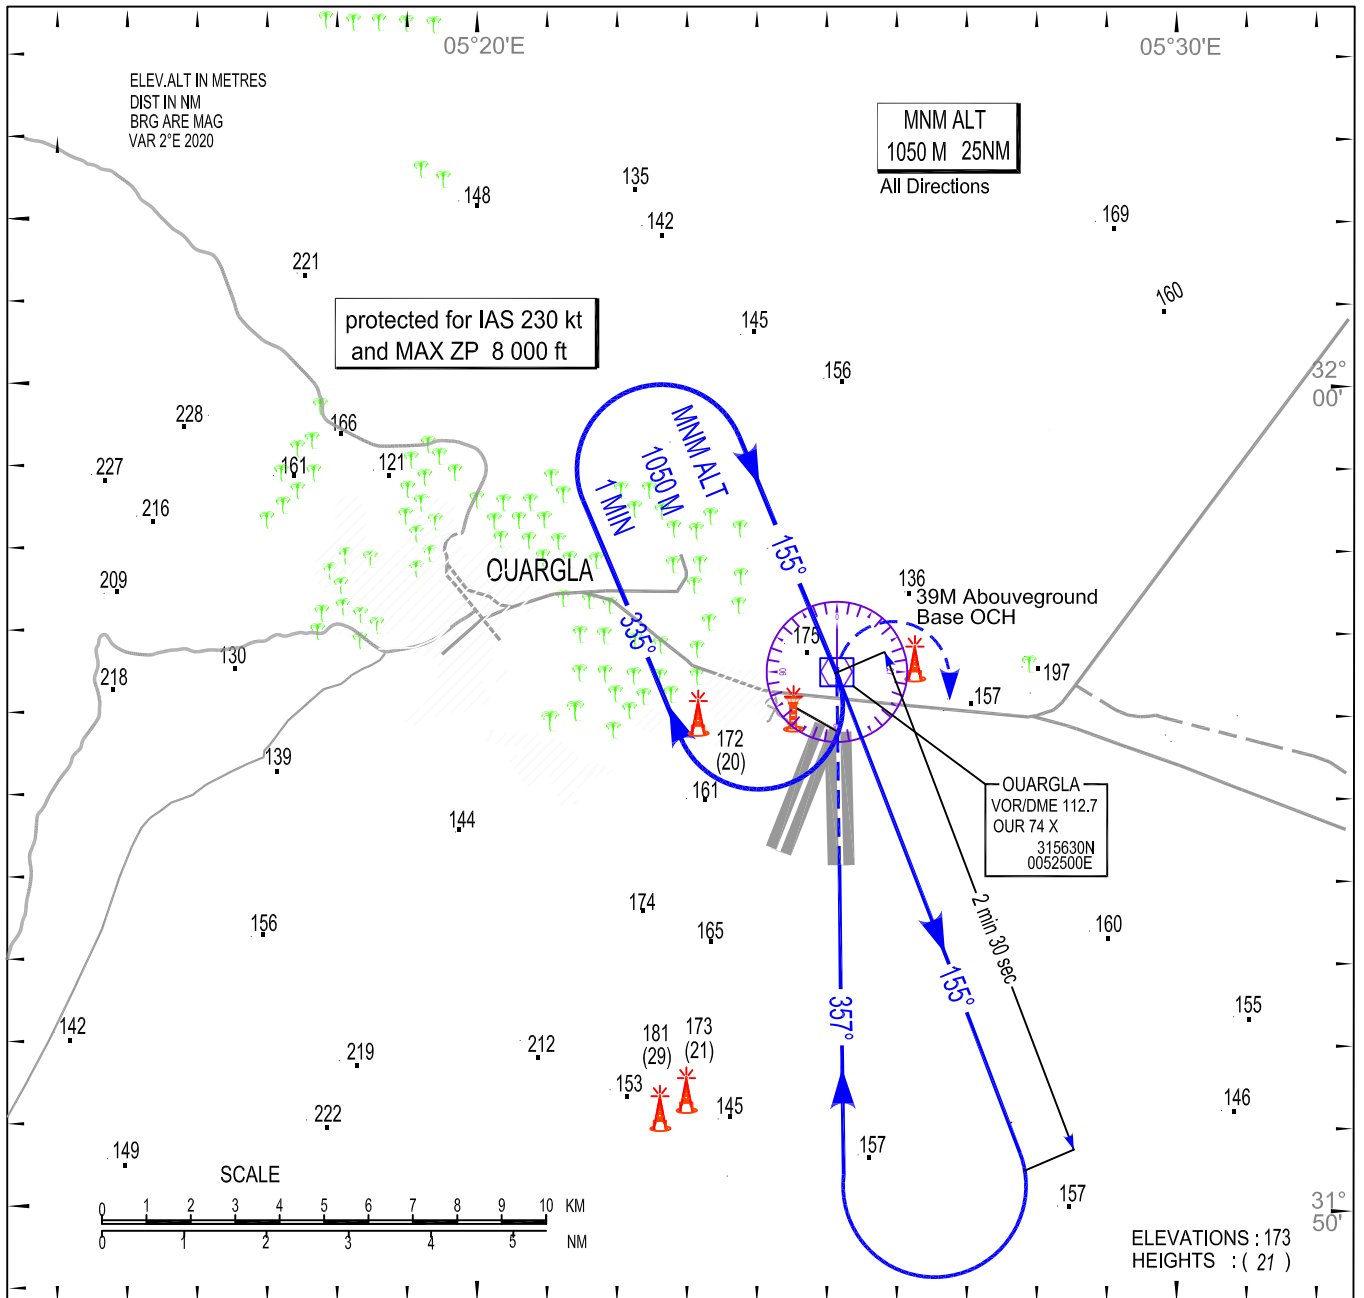 05°20'E
05°30'E
ELEV.ALT IN METRES
DIST IN NM
BRG ARE MAG
VAR 2°E 2020
MNM ALT
1050 M 25NM
All Directions
148
135
142
169
160
221
protected for IAS 230 kt
and MAX ZP 8 000 ft
145
156
32°
00'
228
166
227
161
121
216
MNM ALT
1050 M
1 MIN
155°
OUARGLA
209
136
39M Abouveground
Base OCH
335°
175
130
218
197
157
172
(20)
161
139
144
OUARGLA
VOR/DME 112.7
OUR 74 X
315630N
0052500E
2 min 30 sec
174
165
156
160
155°
357°
155
142
219
212
181
(29)
173
(21)
153
145
146
222
157
149
157
SCALE
0 1 2 3 4 5 6 7 8 9 10 KM
0 1 2 3 4 5 NM
31°
50'
ELEVATIONS : 173
HEIGHTS : ( 21 )